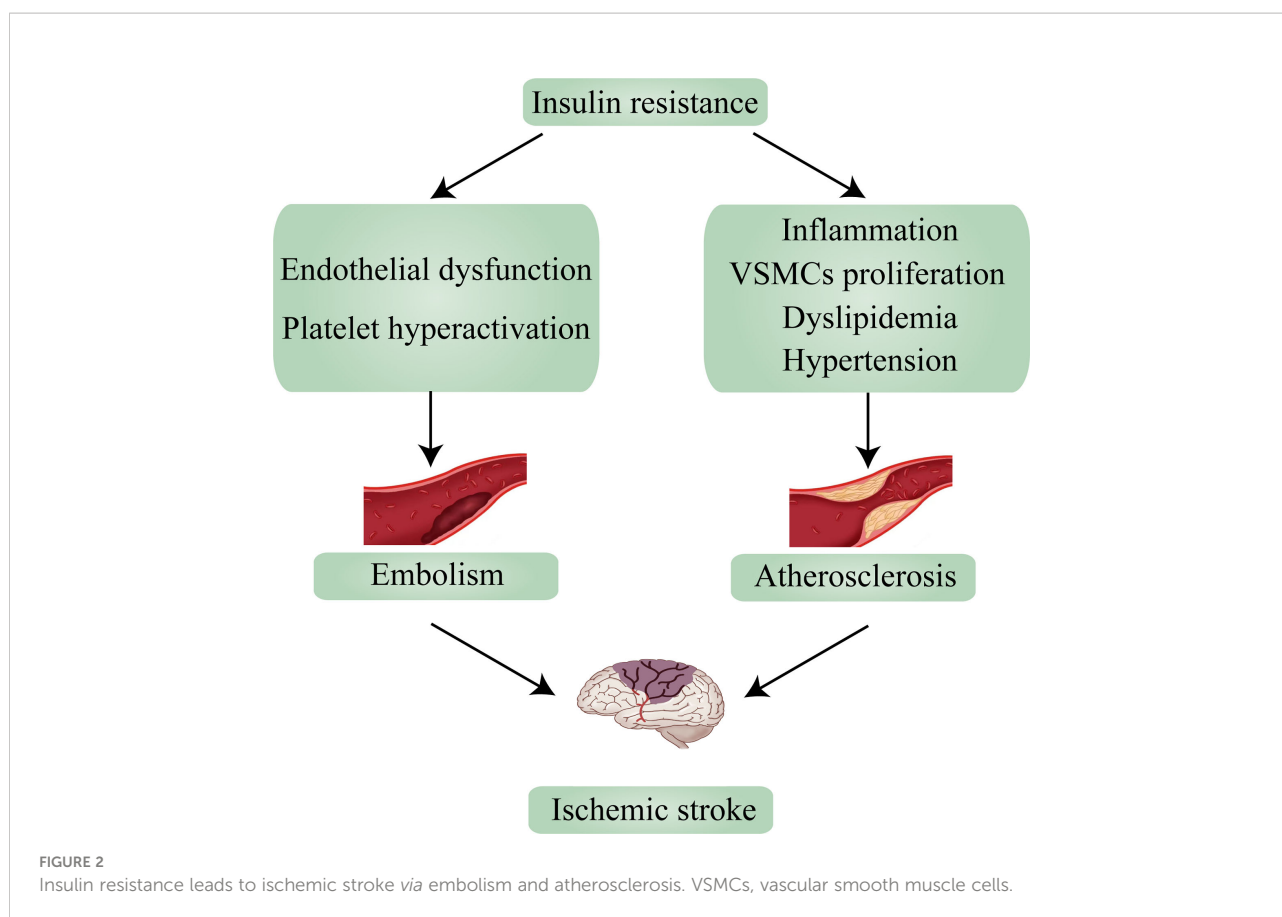 Insulin resistance
Endothelial dysfunction
Platelet hyperactivation
Inflammation
VSMCs proliferation
Dyslipidemia
Hypertension
Embolism
Atherosclerosis
Ischemic stroke
FIGURE 2
Insulin resistance leads to ischemic stroke via embolism and atherosclerosis. VSMCs, vascular smooth muscle cells.